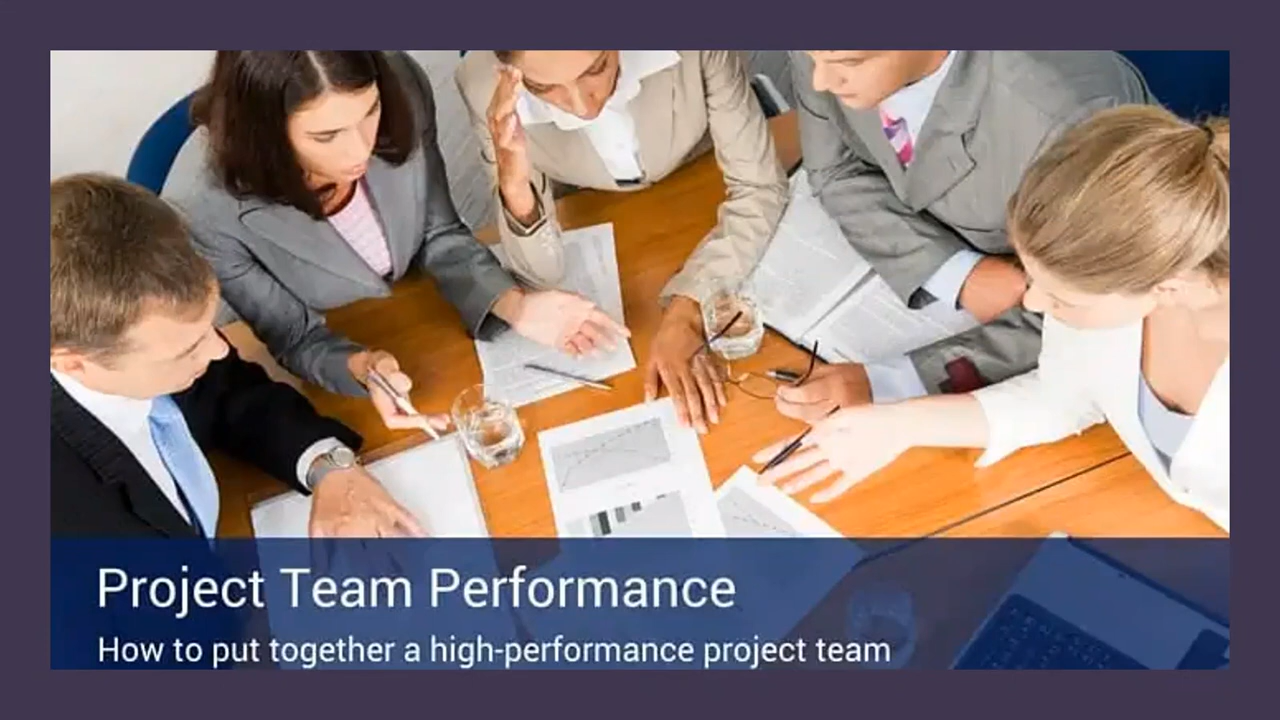 Project Team Performance
How to put together a high-performance project team